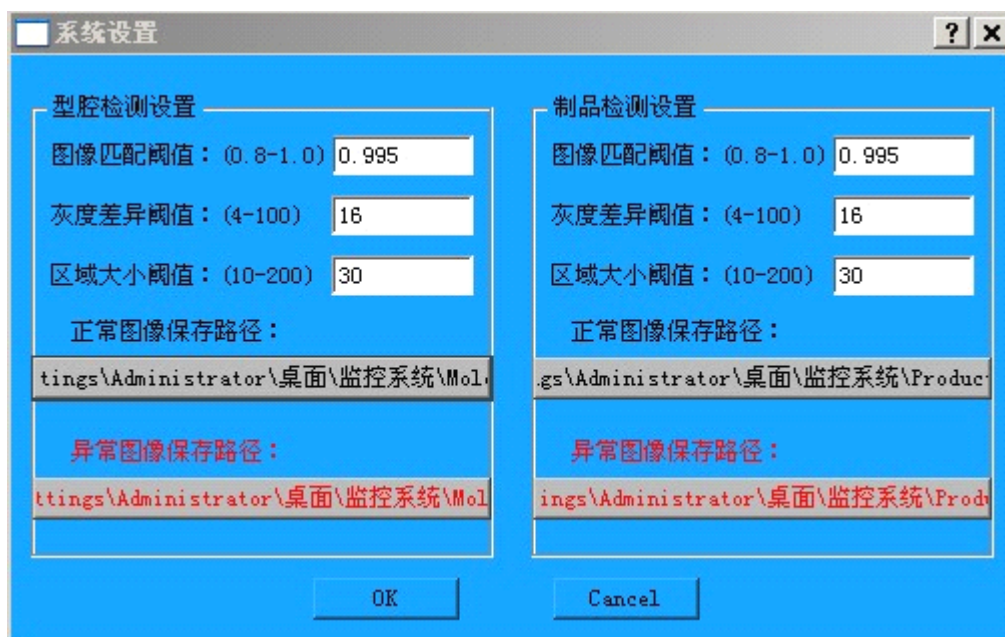 系统设置
型腔检测设置
图像匹配阈值：(0.8-1.0) 0.995
灰度差异阈值：(4-100) 16
区域大小阈值：(10-200) 30
正常图像保存路径：
tings\Administrator\桌面\监控系统\Mol
异常图像保存路径：
ttings\Administrator\桌面\监控系统\Mol
制品检测设置
图像匹配阈值：(0.8-1.0) 0.995
灰度差异阈值：(4-100) 16
区域大小阈值：(10-200) 30
正常图像保存路径：
.gs\Administrator\桌面\监控系统\Produc
异常图像保存路径：
ings\Administrator\桌面\监控系统\Prod
OK
Cancel